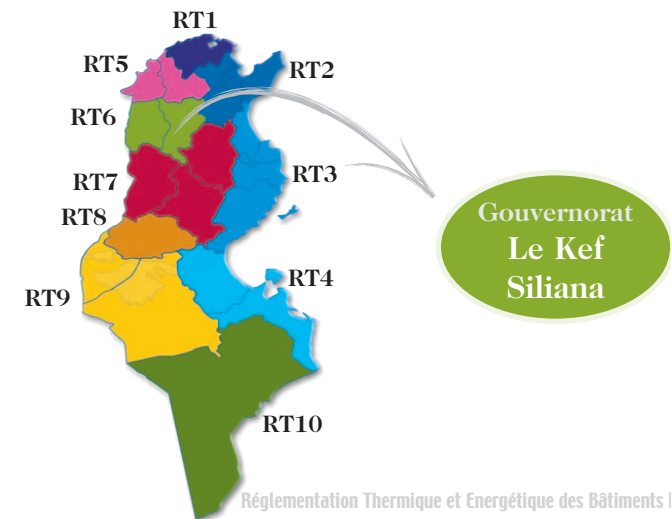 RT1
RT5
RT2
RT6
RT7
RT3
RT8
RT9
RT4
RT10
Gouvernorat
Le Kef
Siliana
Réglementation Thermique et Energétique des Bâtiments